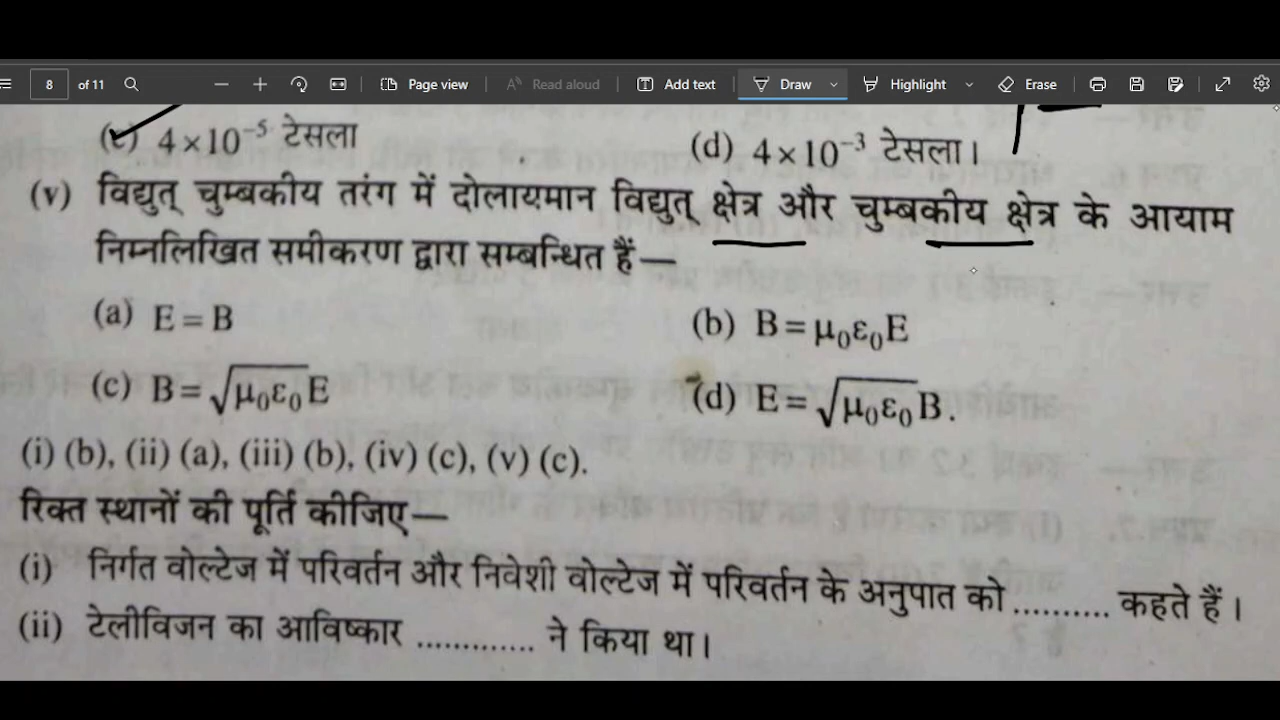 8 of 11 Page view Read aloud Add text Draw Highlight Erase
(c) 4×10⁻⁵ टेसला (d) 4×10⁻³ टेसला।
(v) विद्युत् चुम्बकीय तरंग में दोलायमान विद्युत् क्षेत्र और चुम्बकीय क्षेत्र के आयाम
निम्नलिखित समीकरण द्वारा सम्बन्धित हैं—
(a) E = B (b) B = μ₀ε₀E
(c) B = √μ₀ε₀ E (d) E = √μ₀ε₀ B.
(i) (b), (ii) (a), (iii) (b), (iv) (c), (v) (c).
रिक्त स्थानों की पूर्ति कीजिए—
(i) निर्गत वोल्टेज में परिवर्तन और निवेशी वोल्टेज में परिवर्तन के अनुपात को .......... कहते हैं।
(ii) टेलीविजन का आविष्कार ............. ने किया था।